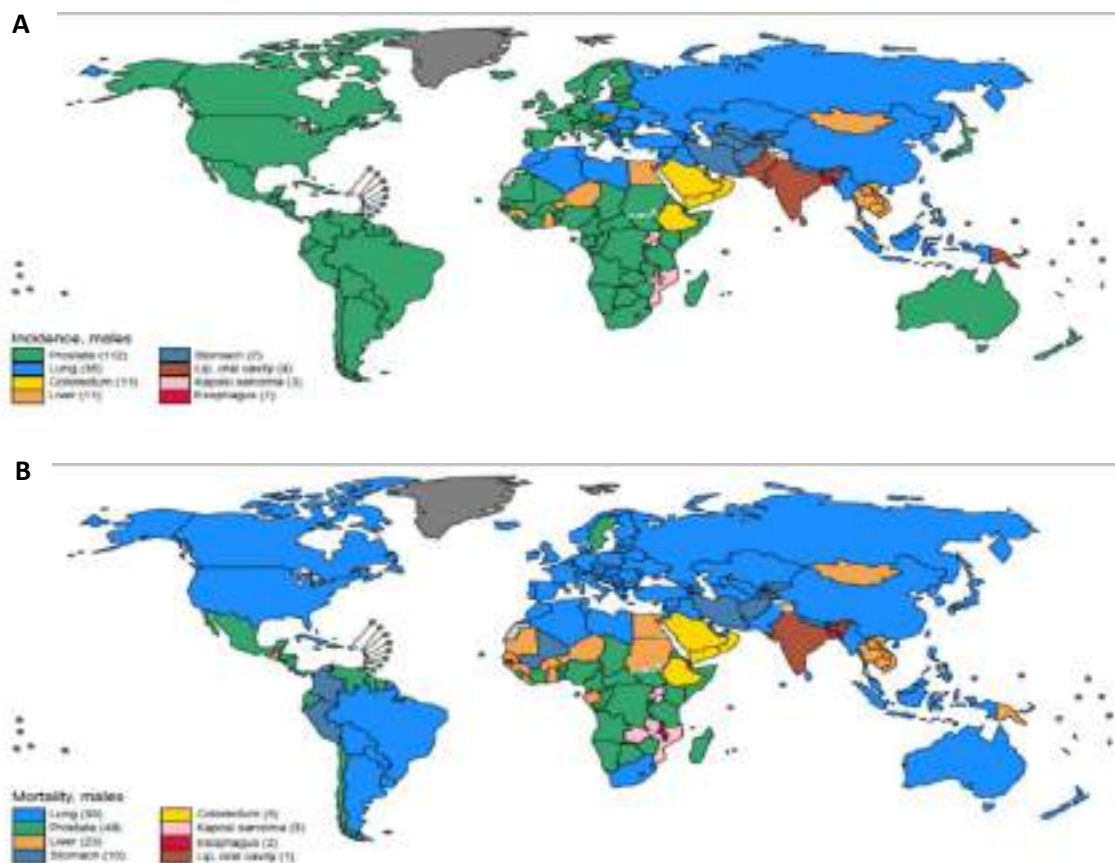 A
Incidence, males
Prostate (112)
Lung (36)
Colorectum (11)
Liver (11)
Stomach (7)
Lip, oral cavity (4)
Kaposi sarcoma (3)
Esophagus (1)
B
Mortality, males
Lung (93)
Prostate (48)
Liver (23)
Stomach (10)
Colorectum
Kaposi sarcoma
Esophagus (2)
Lip, oral cavity (1)